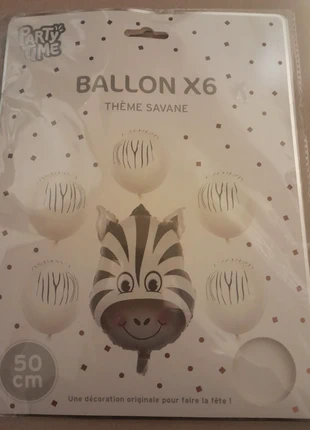 PARTY
TIME
BALLON X6
THÈME SAVANE
50
cm
Une décoration originale pour faire la fête !